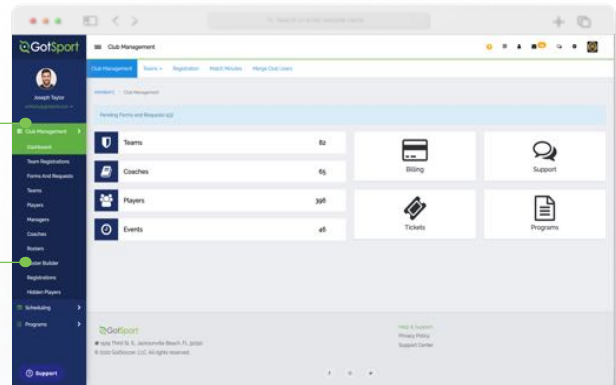 GotSport
Club Management
Club Management
Teams
Registration
Match Minutes
Merge Club Users
Joseph Taylor
Club Management
Pending Forms and Requests
Club Management
Dashboard
Team Registrations
Forms And Requests
Teams
Players
Managers
Coaches
Rosters
Builder
Registrations
Hidden Players
Scheduling
Programs
Support
Teams 82
Coaches 65
Players 398
Events 46
Billing
Support
Tickets
Programs
GotSport
Help & Support
Privacy Policy
Support Center